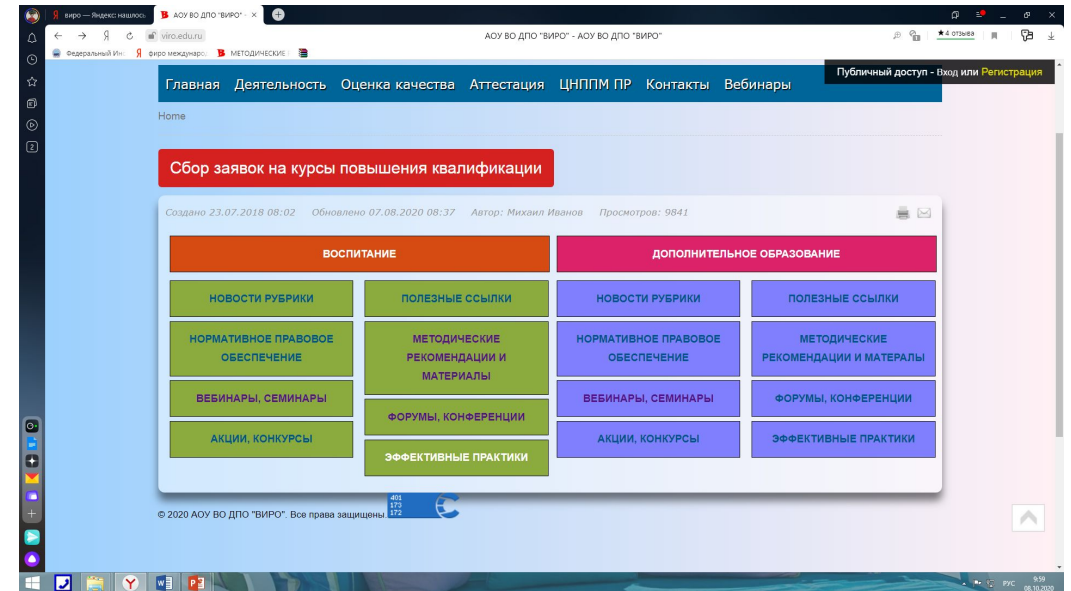 виро — Яндекс: нашлось
АОУ ВО ДПО "ВИРО" -
viro.edu.ru
АОУ ВО ДПО "ВИРО" - АОУ ВО ДПО "ВИРО"
★ 4 отзыва
Федеральный Ин
фиро междунаро
МЕТОДИЧЕСКИЕ
Публичный доступ - Вход или Регистрация
Главная Деятельность Оценка качества Аттестация ЦНППМ ПР Контакты Вебинары
Home
Сбор заявок на курсы повышения квалификации
Создано 23.07.2018 08:02 Обновлено 07.08.2020 08:37 Автор: Михаил Иванов Просмотров: 9841
ВОСПИТАНИЕ
ДОПОЛНИТЕЛЬНОЕ ОБРАЗОВАНИЕ
НОВОСТИ РУБРИКИ
ПОЛЕЗНЫЕ ССЫЛКИ
НОВОСТИ РУБРИКИ
ПОЛЕЗНЫЕ ССЫЛКИ
НОРМАТИВНОЕ ПРАВОВОЕ
ОБЕСПЕЧЕНИЕ
МЕТОДИЧЕСКИЕ
РЕКОМЕНДАЦИИ И
МАТЕРИАЛЫ
НОРМАТИВНОЕ ПРАВОВОЕ
ОБЕСПЕЧЕНИЕ
МЕТОДИЧЕСКИЕ
РЕКОМЕНДАЦИИ И МАТЕРАЛЫ
ВЕБИНАРЫ, СЕМИНАРЫ
ФОРУМЫ, КОНФЕРЕНЦИИ
ВЕБИНАРЫ, СЕМИНАРЫ
ФОРУМЫ, КОНФЕРЕНЦИИ
АКЦИИ, КОНКУРСЫ
ЭФФЕКТИВНЫЕ ПРАКТИКИ
АКЦИИ, КОНКУРСЫ
ЭФФЕКТИВНЫЕ ПРАКТИКИ
© 2020 АОУ ВО ДПО "ВИРО". Все права защищены
401
173
172
РУС
9:59
08.10.2020